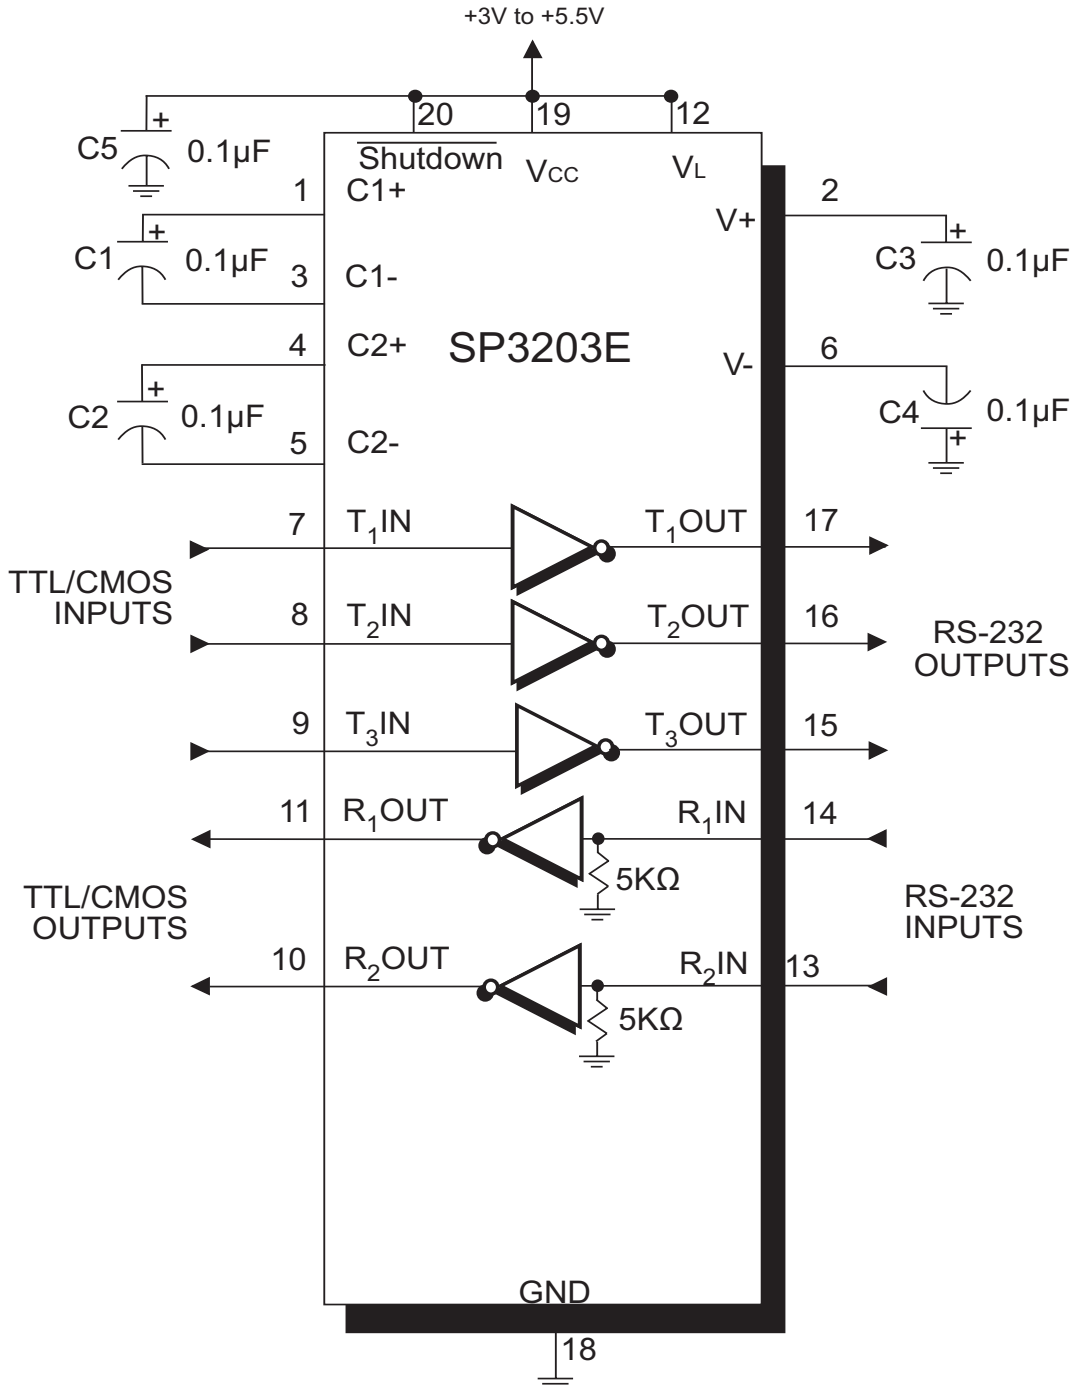 +3V to +5.5V
20 19 12
C5 + 0.1µF
Shutdown VCC VL
1 C1+ V+ 2
C1 + 0.1µF
C3 + 0.1µF
3 C1-
4 C2+ SP3203E V- 6
C2 + 0.1µF
C4 + 0.1µF
5 C2-
7 T1IN T1OUT 17
TTL/CMOS
INPUTS
8 T2IN T2OUT 16
RS-232
OUTPUTS
9 T3IN T3OUT 15
11 R1OUT R1IN 14
5KΩ
TTL/CMOS
OUTPUTS
RS-232
INPUTS
10 R2OUT R2IN 13
5KΩ
GND
18